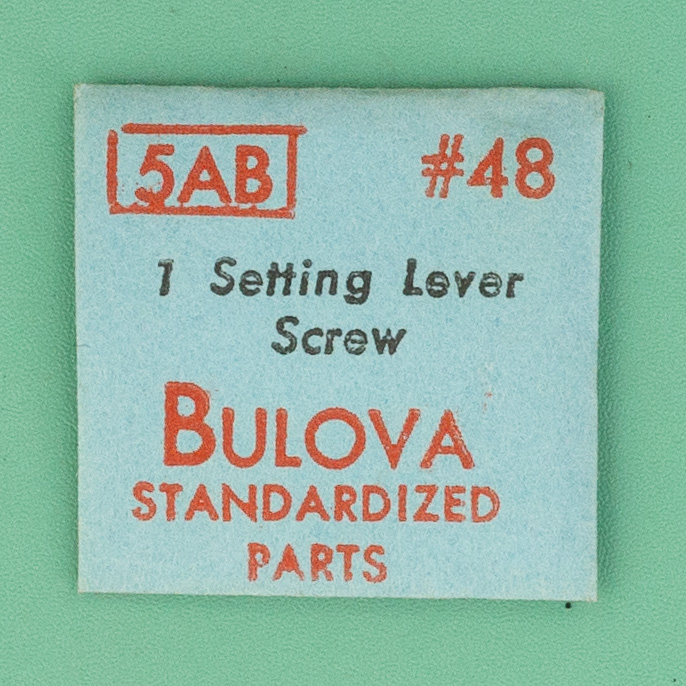 5AB #48
1 Setting Lever
Screw
BULOVA
STANDARDIZED
PARTS